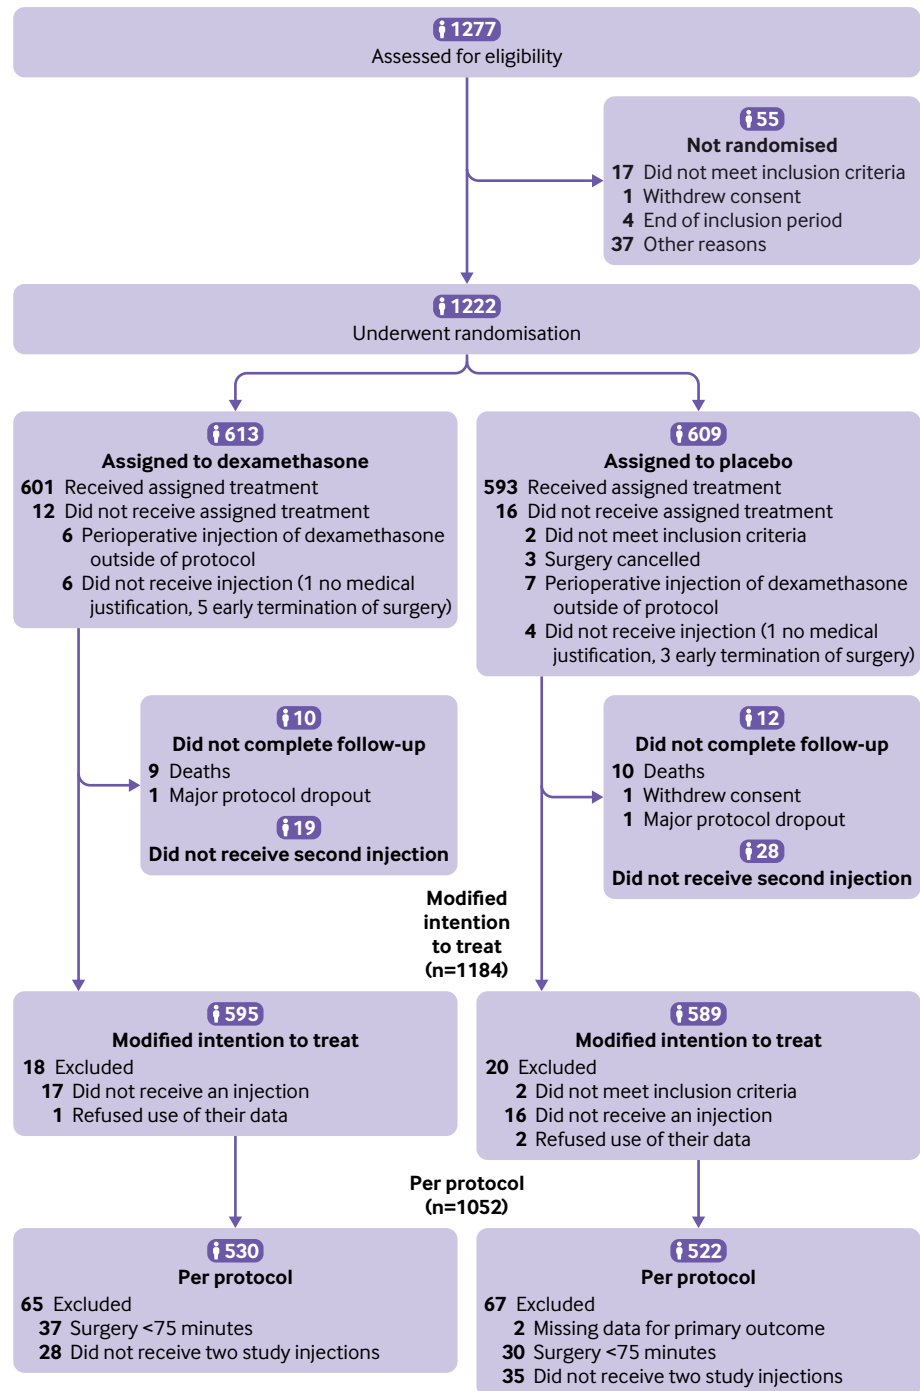 1277
Assessed for eligibility
55
Not randomised
17 Did not meet inclusion criteria
1 Withdrew consent
4 End of inclusion period
37 Other reasons
1222
Underwent randomisation
613
Assigned to dexamethasone
601 Received assigned treatment
12 Did not receive assigned treatment
6 Perioperative injection of dexamethasone
outside of protocol
6 Did not receive injection (1 no medical
justification, 5 early termination of surgery)
609
Assigned to placebo
593 Received assigned treatment
16 Did not receive assigned treatment
2 Did not meet inclusion criteria
3 Surgery cancelled
7 Perioperative injection of dexamethasone
outside of protocol
4 Did not receive injection (1 no medical
justification, 3 early termination of surgery)
10
Did not complete follow-up
9 Deaths
1 Major protocol dropout
19
Did not receive second injection
12
Did not complete follow-up
10 Deaths
1 Withdrew consent
1 Major protocol dropout
28
Did not receive second injection
Modified
intention
to treat
(n=1184)
595
Modified intention to treat
18 Excluded
17 Did not receive an injection
1 Refused use of their data
589
Modified intention to treat
20 Excluded
2 Did not meet inclusion criteria
16 Did not receive an injection
2 Refused use of their data
Per protocol
(n=1052)
530
Per protocol
65 Excluded
37 Surgery <75 minutes
28 Did not receive two study injections
522
Per protocol
67 Excluded
2 Missing data for primary outcome
30 Surgery <75 minutes
35 Did not receive two study injections